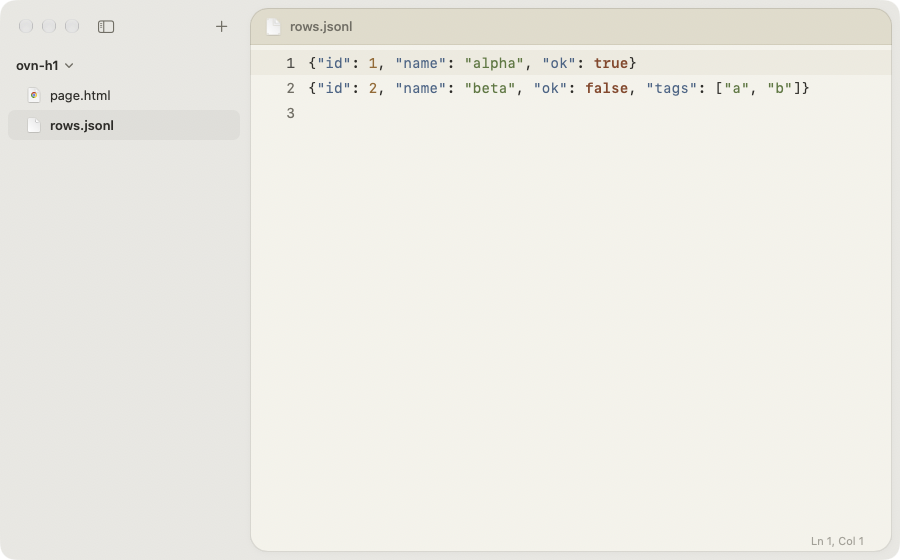 ovn-h1
page.html
rows.jsonl
rows.jsonl
1 {"id": 1, "name": "alpha", "ok": true}
2 {"id": 2, "name": "beta", "ok": false, "tags": ["a", "b"]}
3
Ln 1, Col 1